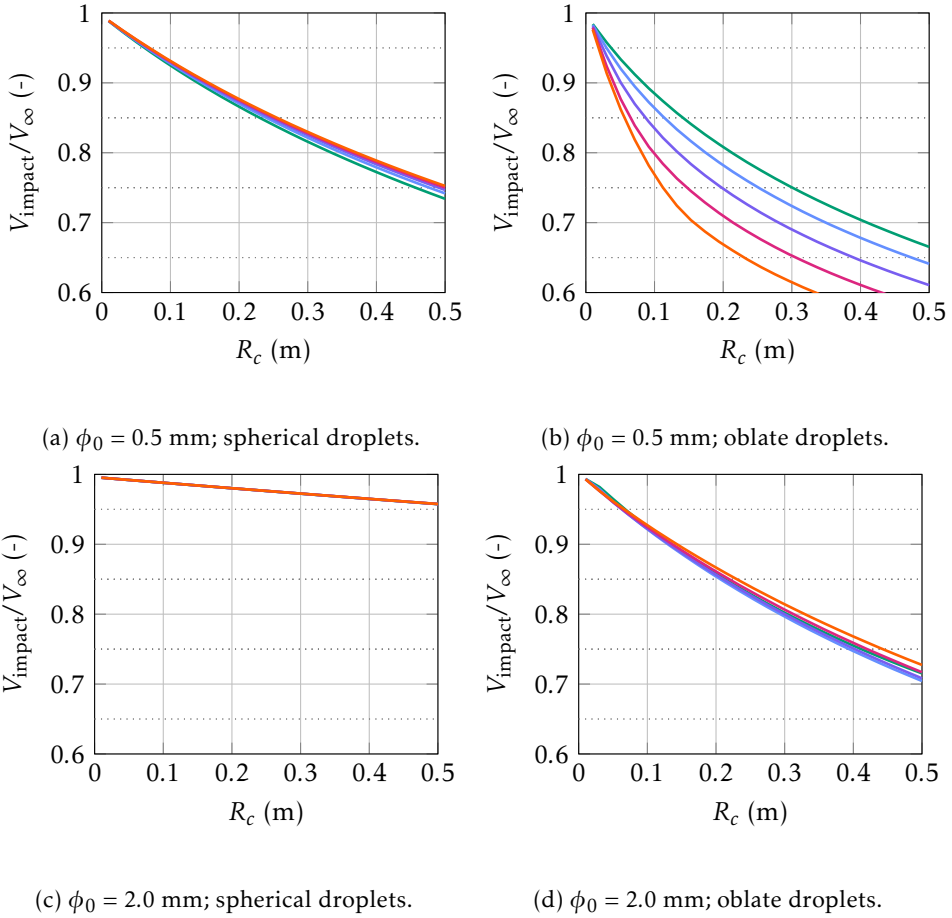 1
0.9
0.8
0.7
0.6
0 0.1 0.2 0.3 0.4 0.5
V_impact/V_∞ (-)
R_c (m)
(a) ϕ₀ = 0.5 mm; spherical droplets.
1
0.9
0.8
0.7
0.6
0 0.1 0.2 0.3 0.4 0.5
V_impact/V_∞ (-)
R_c (m)
(b) ϕ₀ = 0.5 mm; oblate droplets.
1
0.9
0.8
0.7
0.6
0 0.1 0.2 0.3 0.4 0.5
V_impact/V_∞ (-)
R_c (m)
(c) ϕ₀ = 2.0 mm; spherical droplets.
1
0.9
0.8
0.7
0.6
0 0.1 0.2 0.3 0.4 0.5
V_impact/V_∞ (-)
R_c (m)
(d) ϕ₀ = 2.0 mm; oblate droplets.